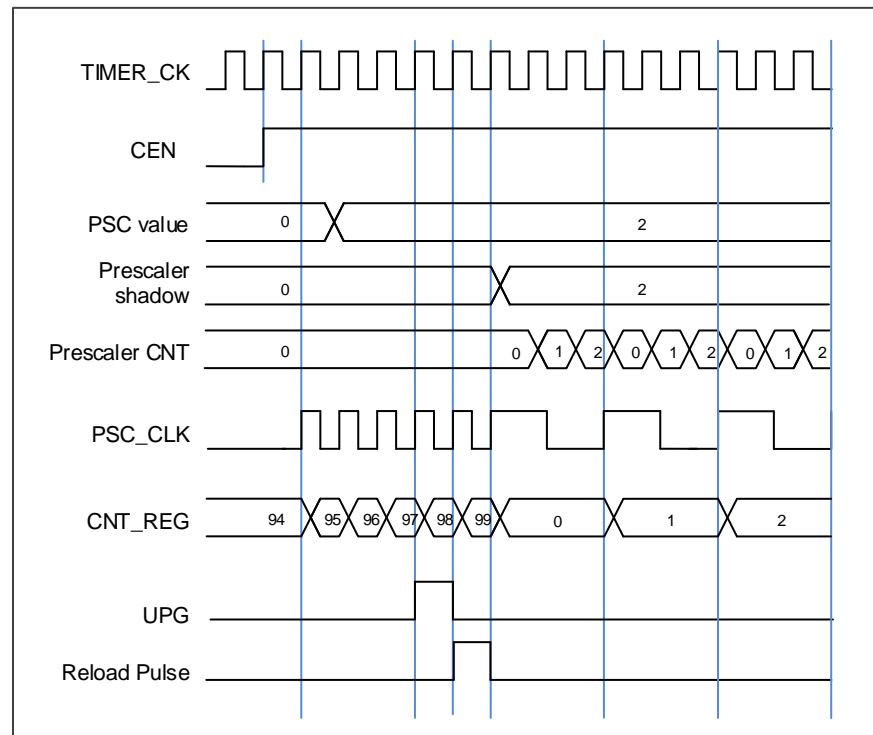 TIMER_CK
CEN
PSC value 0 2
Prescaler
shadow 0 2
Prescaler CNT 0 0 1 2 0 1 2 0 1 2
PSC_CLK
CNT_REG 94 95 96 97 98 99 0 1 2
UPG
Reload Pulse